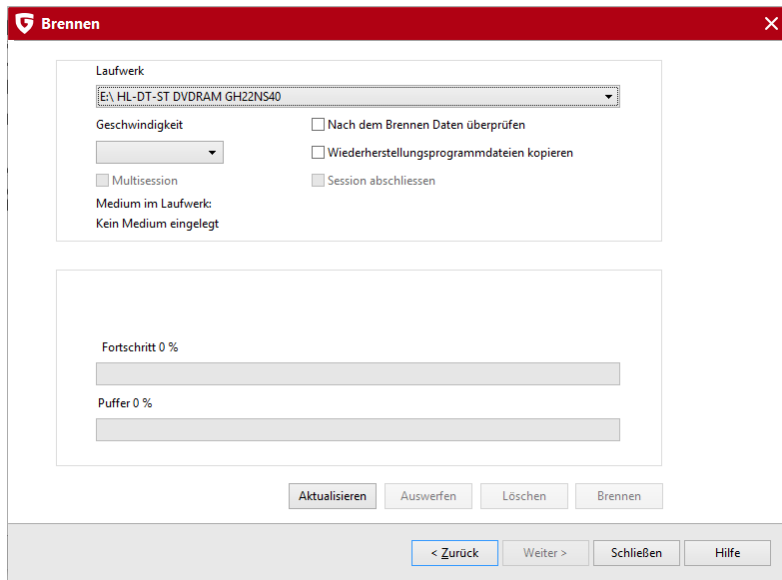 Brennen
Laufwerk
E:\ HL-DT-ST DVDRAM GH22NS40
Geschwindigkeit
Nach dem Brennen Daten überprüfen
Wiederherstellungsprogrammdateien kopieren
Multisession
Session abschliessen
Medium im Laufwerk:
Kein Medium eingelegt
Fortschritt 0 %
Puffer 0 %
Aktualisieren
Auswerfen
Löschen
Brennen
< Zurück
Weiter >
Schließen
Hilfe